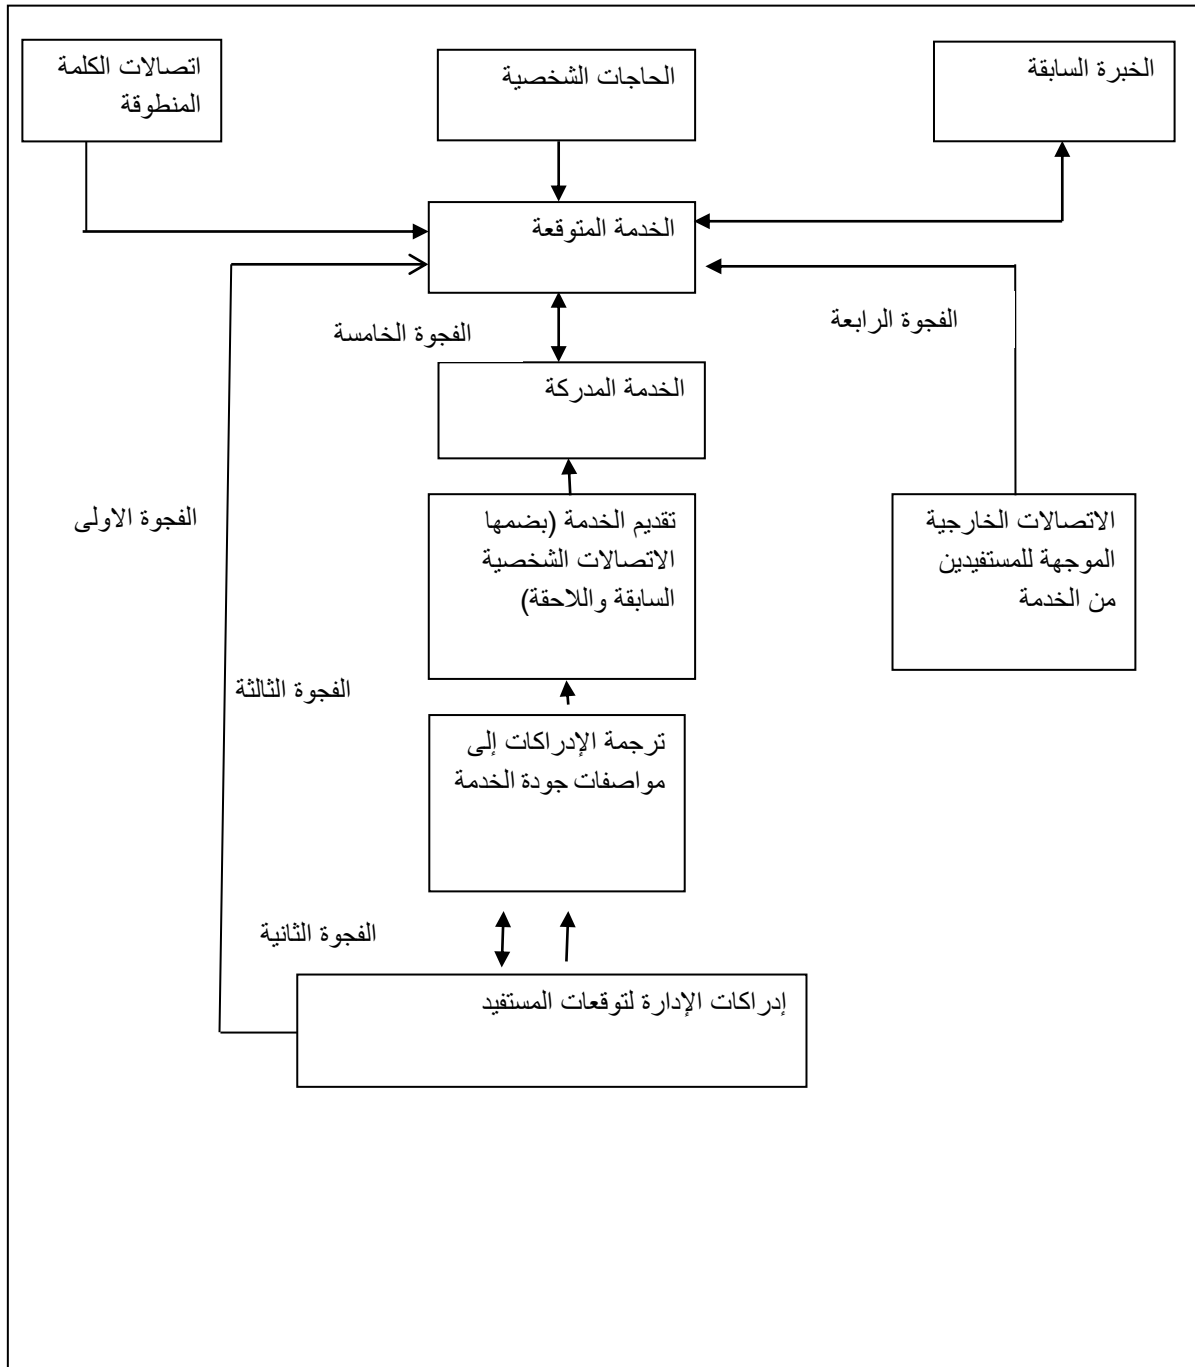 الخبرة السابقة
الحاجات الشخصية
اتصالات الكلمة
المنطوقة
الخدمة المتوقعة
الفجوة الرابعة
الفجوة الخامسة
الخدمة المدركة
الاتصالات الخارجية
الموجهة للمستفيدين
من الخدمة
تقديم الخدمة (بضمها
الاتصالات الشخصية
السابقة واللاحقة)
الفجوة الاولى
الفجوة الثالثة
ترجمة الإدراكات إلى
مواصفات جودة الخدمة
الفجوة الثانية
إدراكات الإدارة لتوقعات المستفيد